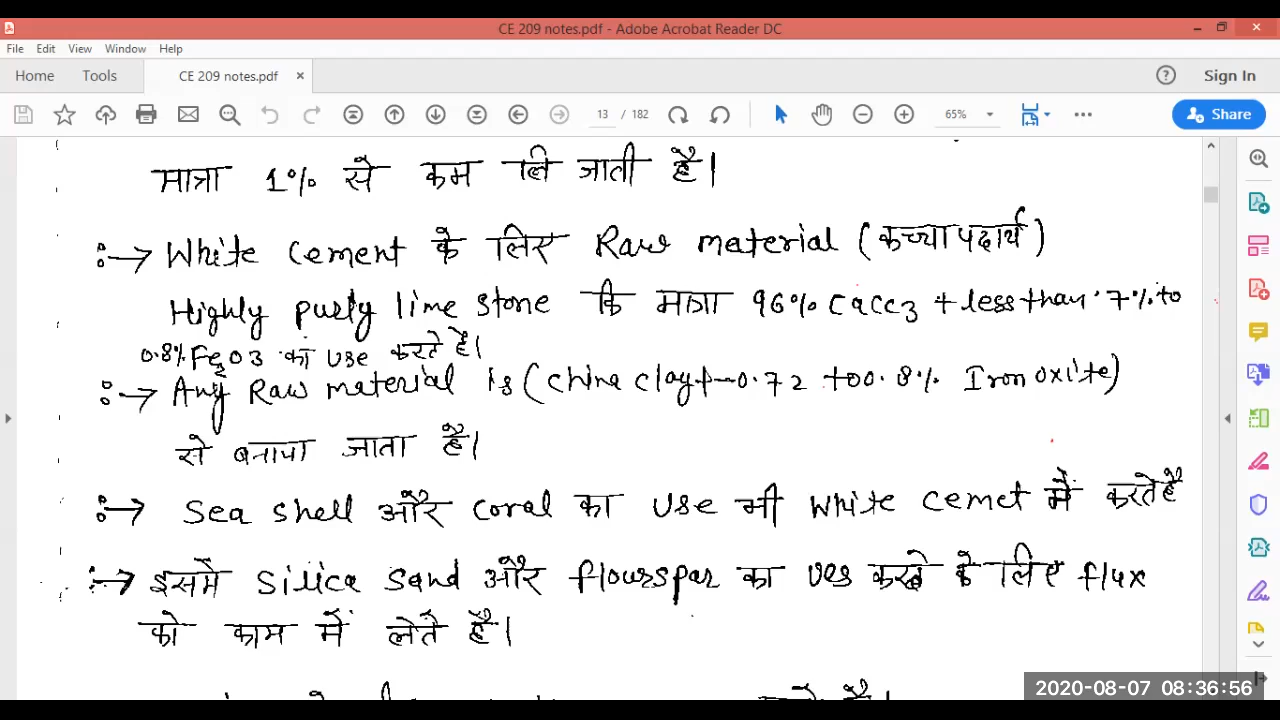 CE 209 notes.pdf - Adobe Acrobat Reader DC
File Edit View Window Help
Home Tools CE 209 notes.pdf × Sign In
13 / 182 65% Share
मात्रा 1% से कम लि जाती है।
White cement के लिए Raw material (कच्चा पदार्थ)
Highly purly lime stone कि मात्रा 96% CaCC3 + less than .7% to
0.8% Fe2O3 का use करते है।
Any Raw material is (china clay 0.72 to 0.8% Iron oxite)
से बनाया जाता है।
Sea shell और coral का use भी white cemet में करते है
इसमें silica sand और flourspar का ues करने के लिए flux
को काम में लेते है।
2020-08-07 08:36:56